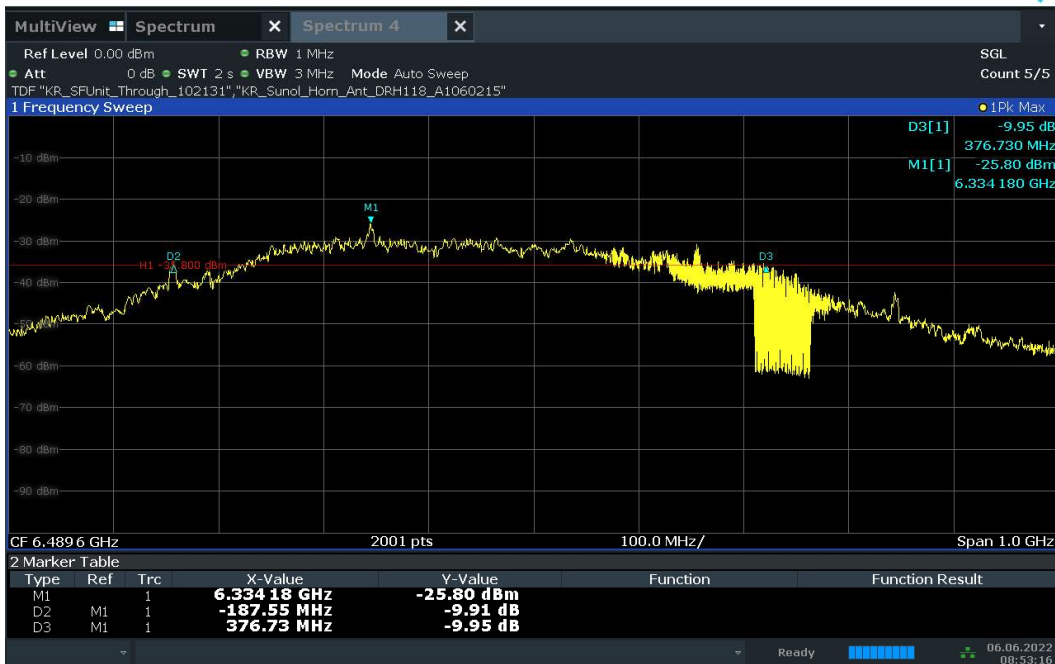 MultiView Spectrum × Spectrum 4 ×
Ref Level 0.00 dBm RBW 1 MHz SGL
Att 0 dB SWT 2 s VBW 3 MHz Mode Auto Sweep Count 5/5
TDF "KR_SFUnit_Through_102131","KR_Sunol_Horn_Ant_DRH118_A1060215"
1 Frequency Sweep 1Pk Max
D3[1] -9.95 dB
376.730 MHz
M1[1] -25.80 dBm
6.334 180 GHz
-10 dBm
-20 dBm
M1
-30 dBm
D2 D3
H1 800 dBm
-40 dBm
-60 dBm
-70 dBm
-80 dBm
-90 dBm
CF 6.4896 GHz 2001 pts 100.0 MHz/ Span 1.0 GHz
2 Marker Table
Type Ref Trc X-Value Y-Value Function Function Result
M1 1 6.33418 GHz -25.80 dBm
D2 M1 1 -187.55 MHz -9.91 dB
D3 M1 1 376.73 MHz -9.95 dB
Ready 06.06.2022
08:53:16